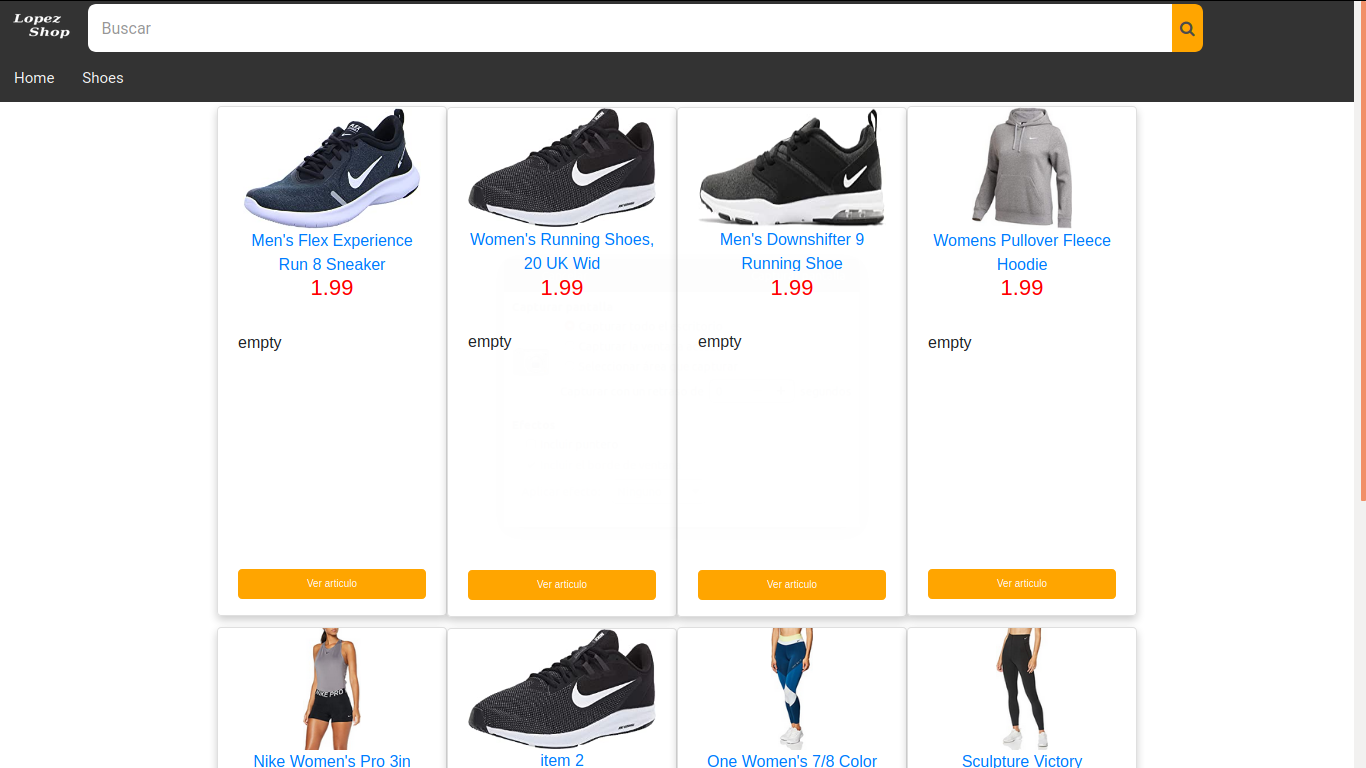 Lopez
Shop
Buscar
Home Shoes
Men's Flex Experience
Run 8 Sneaker
1.99
empty
Ver articulo
Women's Running Shoes,
20 UK Wid
1.99
empty
Ver articulo
Men's Downshifter 9
Running Shoe
1.99
empty
Ver articulo
Womens Pullover Fleece
Hoodie
1.99
empty
Ver articulo
NIKE PRO
Nike Women's Pro 3in
item 2
One Women's 7/8 Color
Sculpture Victory